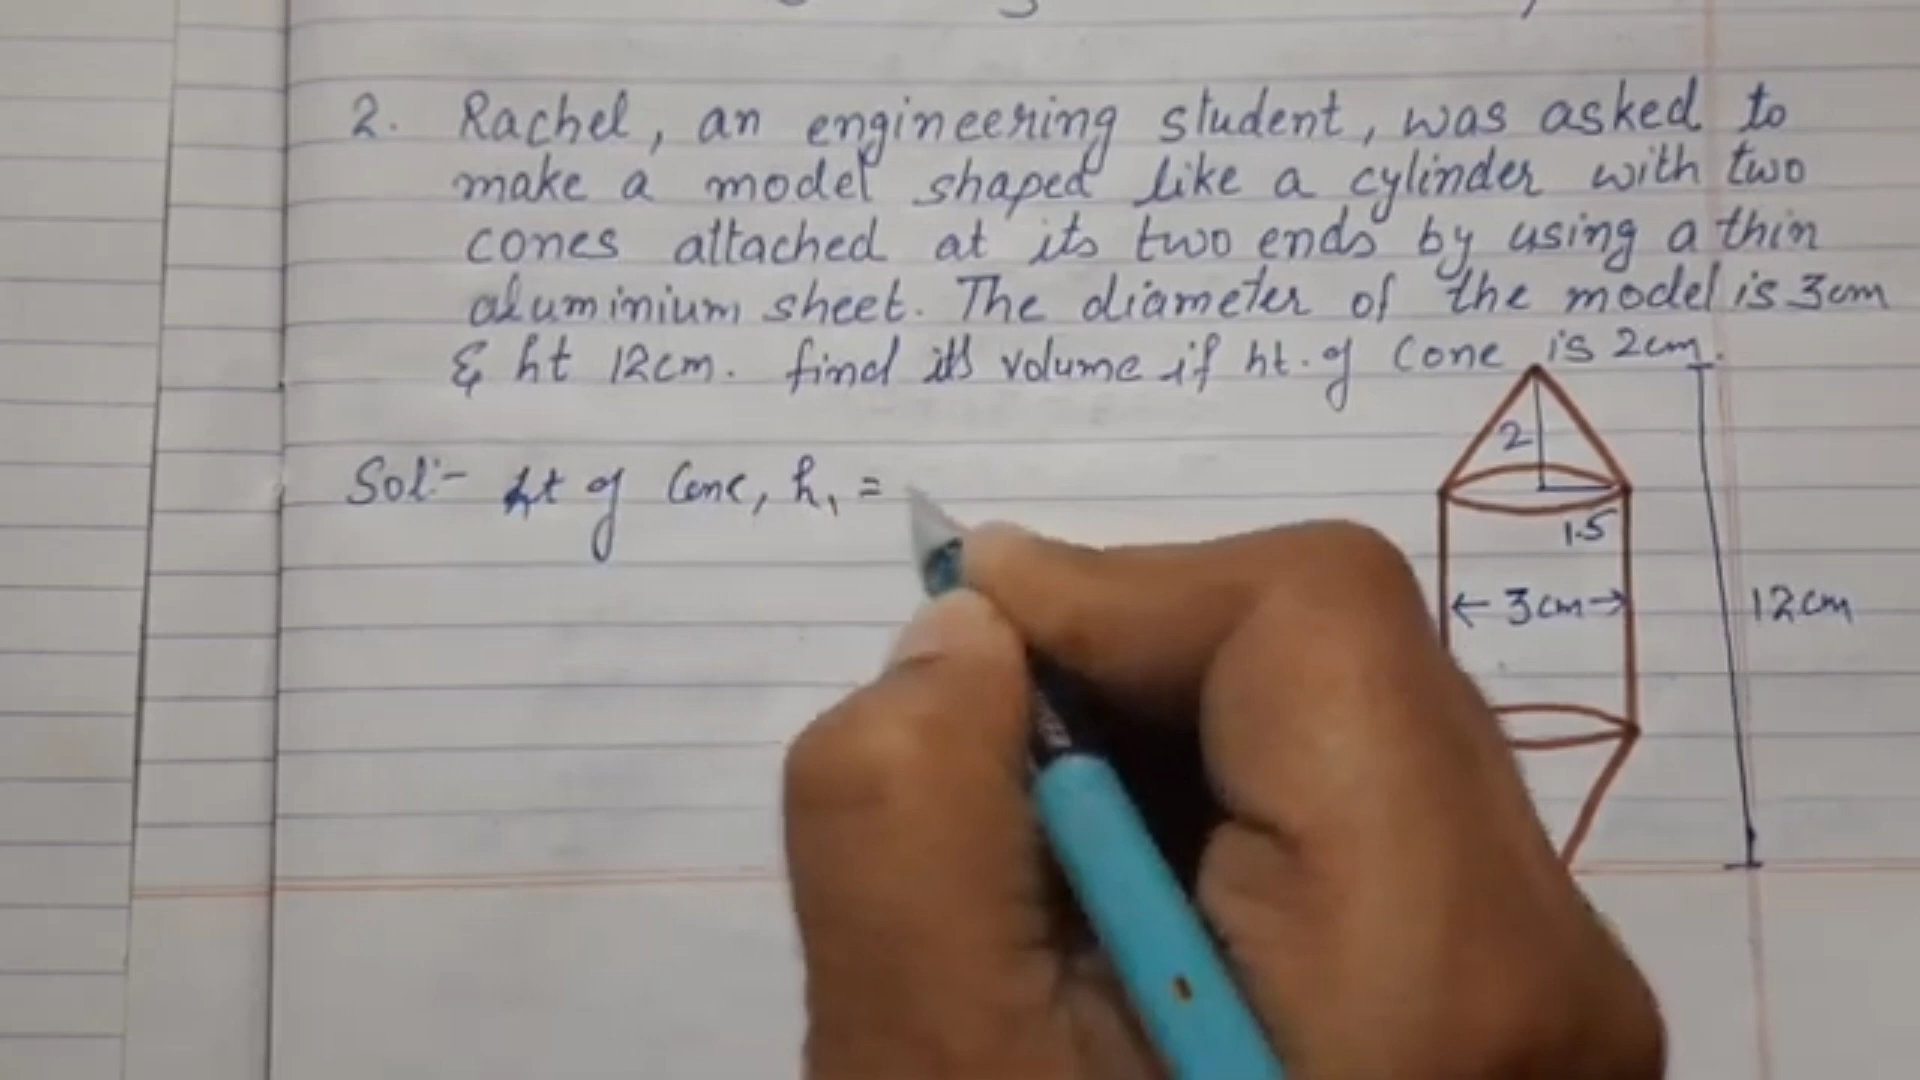 2. Rachel, an engineering student, was asked to
make a model shaped like a cylinder with two
cones attached at its two ends by using a thin
aluminium sheet. The diameter of the model is 3cm
& ht 12cm. find its volume if ht. of Cone is 2cm.
Sol:- ht of Cone, h₁ =
2
1.5
← 3cm →
12cm